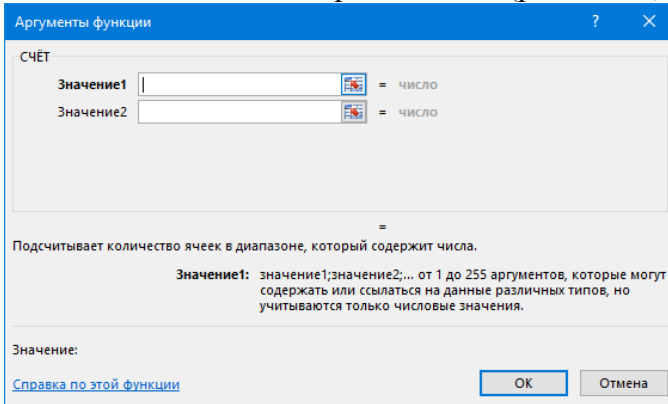 Аргументы функции ? ×
СЧЁТ
Значение1 = число
Значение2 = число
=
Подсчитывает количество ячеек в диапазоне, который содержит числа.
Значение1: значение1;значение2;... от 1 до 255 аргументов, которые могут
содержать или ссылаться на данные различных типов, но
учитываются только числовые значения.
Значение:
Справка по этой функции ОК Отмена